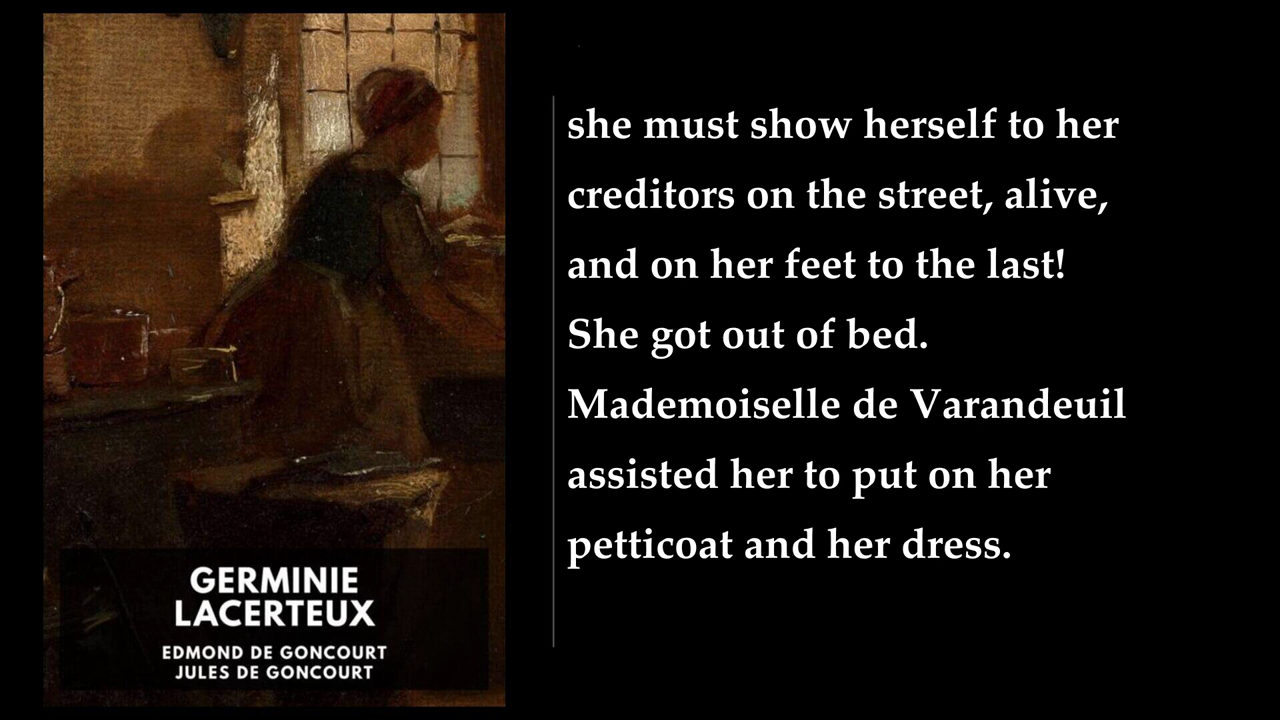 she must show herself to her
creditors on the street, alive,
and on her feet to the last!
She got out of bed.
Mademoiselle de Varandeuil
assisted her to put on her
petticoat and her dress.
GERMINIE
LACERTEUX
EDMOND DE GONCOURT
JULES DE GONCOURT